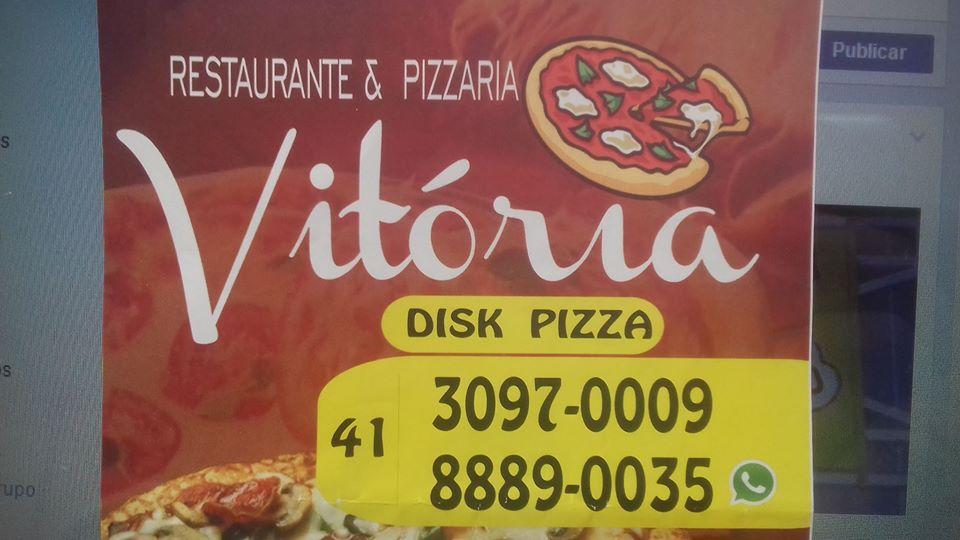 Publicar
RESTAURANTE & PIZZARIA
Vitória
DISK PIZZA
41
3097-0009
8889-0035